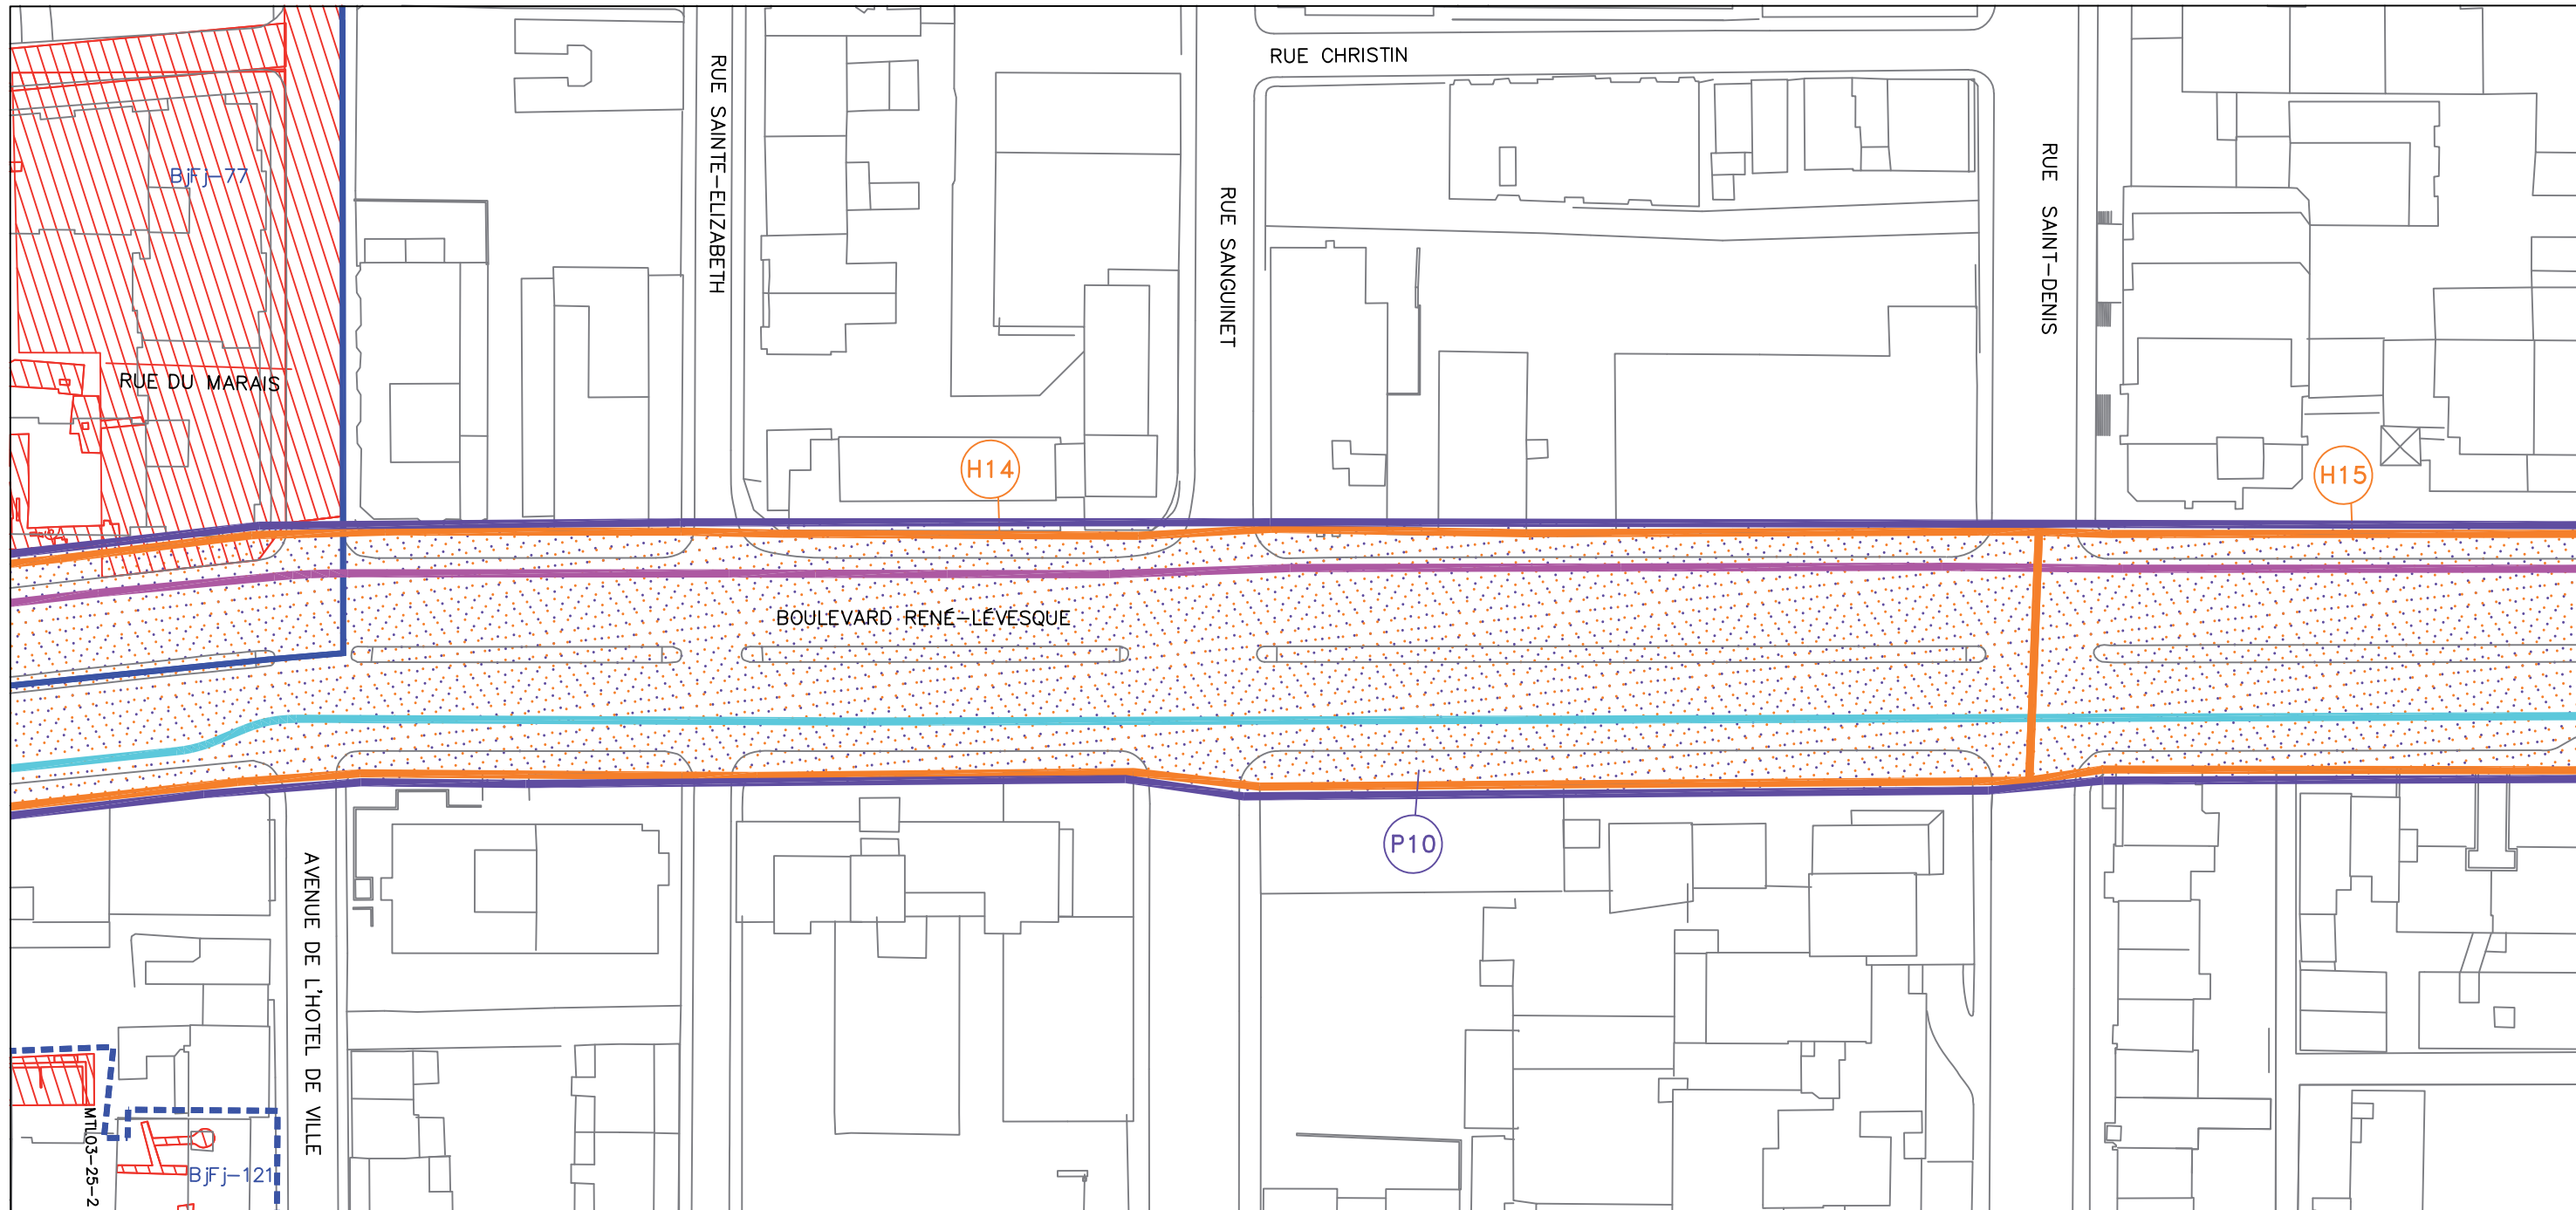 RUE CHRISTIN
RUE SAINTE-ELIZABETH
RUE SANGUINET
RUE SAINT-DENIS
BjFj-77
RUE DU MARAIS
H14
H15
BOULEVARD RENÉ-LÉVESQUE
P10
AVENUE DE L'HOTEL DE VILLE
MTL03-25-2
BjFj-121